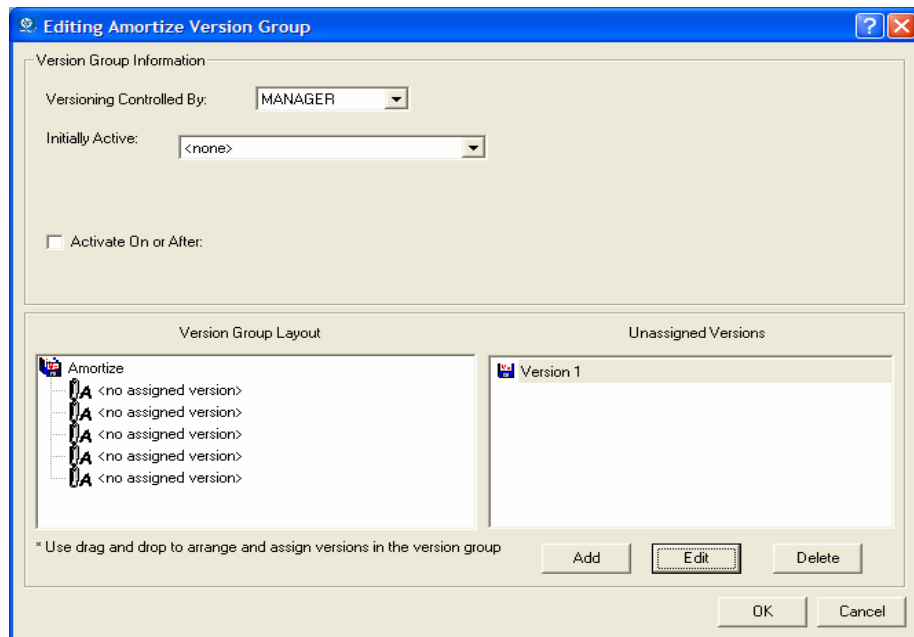 Editing Amortize Version Group
Version Group Information
Versioning Controlled By: MANAGER
Initially Active: <none>
Activate On or After:
Version Group Layout
Amortize
<no assigned version>
<no assigned version>
<no assigned version>
<no assigned version>
<no assigned version>
Unassigned Versions
Version 1
* Use drag and drop to arrange and assign versions in the version group
Add Edit Delete
OK Cancel